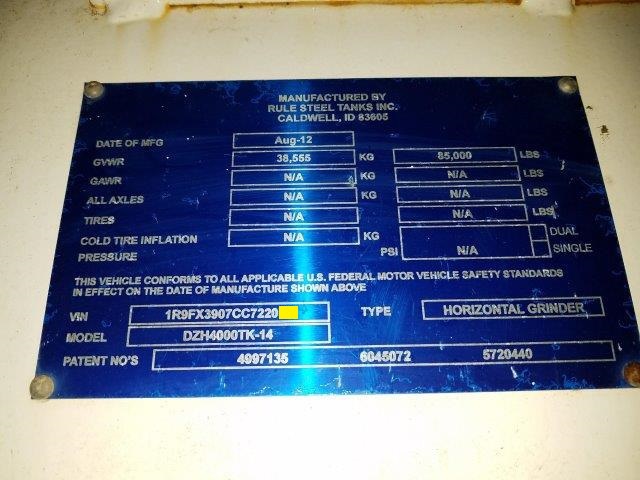 MANUFACTURED BY
RULE STEEL TANKS INC.
CALDWELL, ID 83605
DATE OF MFG Aug-12
GVWR 38,555 KG 85,000 LBS
GAWR N/A KG N/A LBS
ALL AXLES N/A KG N/A LBS
TIRES N/A N/A LBS
COLD TIRE INFLATION N/A KG DUAL
PRESSURE PSI N/A SINGLE
THIS VEHICLE CONFORMS TO ALL APPLICABLE U.S. FEDERAL MOTOR VEHICLE SAFETY STANDARDS
IN EFFECT ON THE DATE OF MANUFACTURE SHOWN ABOVE
VIN 1R9FX3907CC7220 TYPE HORIZONTAL GRINDER
MODEL DZH4000TK-14
PATENT NO'S 4997135 6045072 5720440